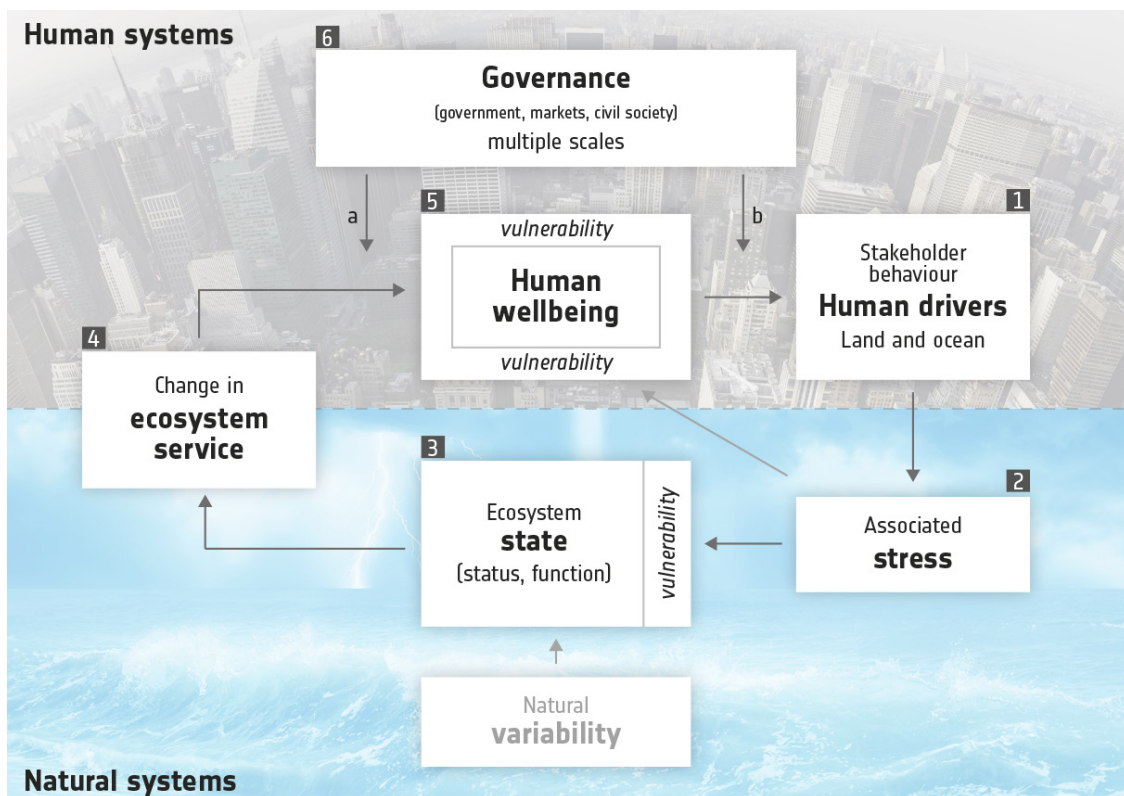 Human systems
6
Governance
(government, markets, civil society)
multiple scales
a
b
5
vulnerability
Human
wellbeing
vulnerability
1
Stakeholder
behaviour
Human drivers
Land and ocean
4
Change in
ecosystem
service
3
Ecosystem
state
(status, function)
vulnerability
2
Associated
stress
Natural
variability
Natural systems